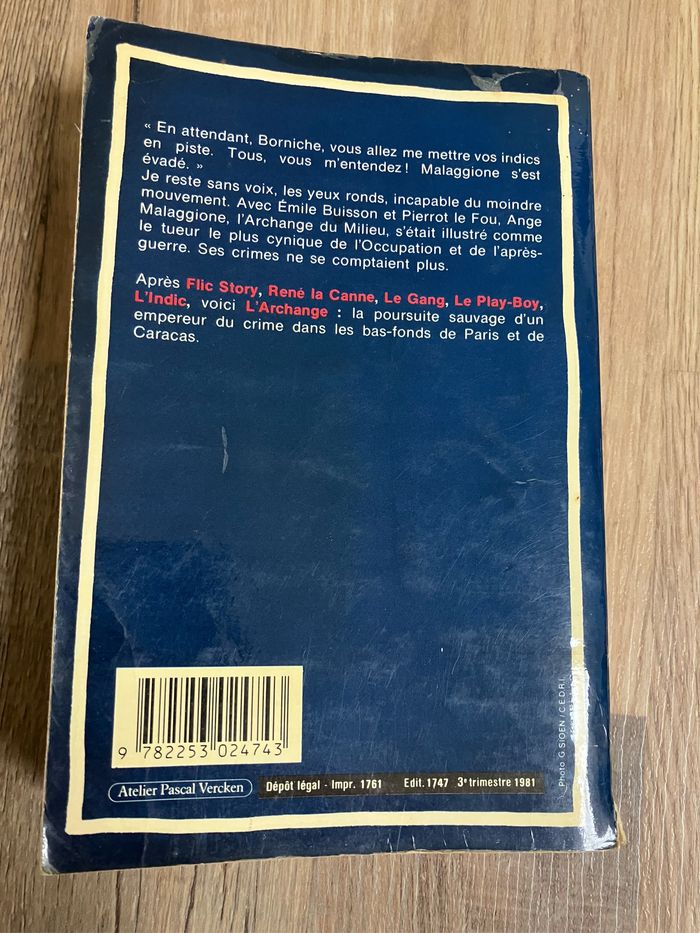 « En attendant, Borniche, vous allez me mettre vos indics
en piste. Tous, vous m'entendez ! Malaggione s'est
évadé. »
Je reste sans voix, les yeux ronds, incapable du moindre
mouvement. Avec Émile Buisson et Pierrot le Fou, Ange
Malaggione, l'Archange du Milieu, s'était illustré comme
le tueur le plus cynique de l'Occupation et de l'après-
guerre. Ses crimes ne se comptaient plus.
Après Flic Story, René la Canne, Le Gang, Le Play-Boy,
L'Indic, voici L'Archange : la poursuite sauvage d'un
empereur du crime dans les bas-fonds de Paris et de
Caracas.
9 782253 024743
Atelier Pascal Vercken
Dépôt légal - Impr. 1761 Edit. 1747 3e trimestre 1981
Photo G. SIOEN / C.E.D.R.I.